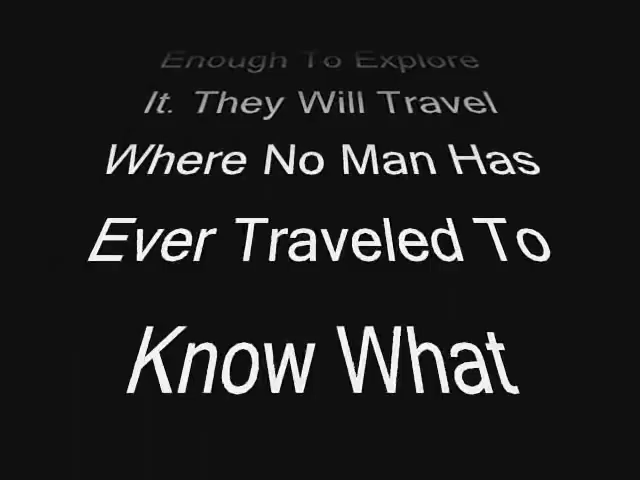 Enough To Explore
It. They Will Travel
Where No Man Has
Ever Traveled To
Know What